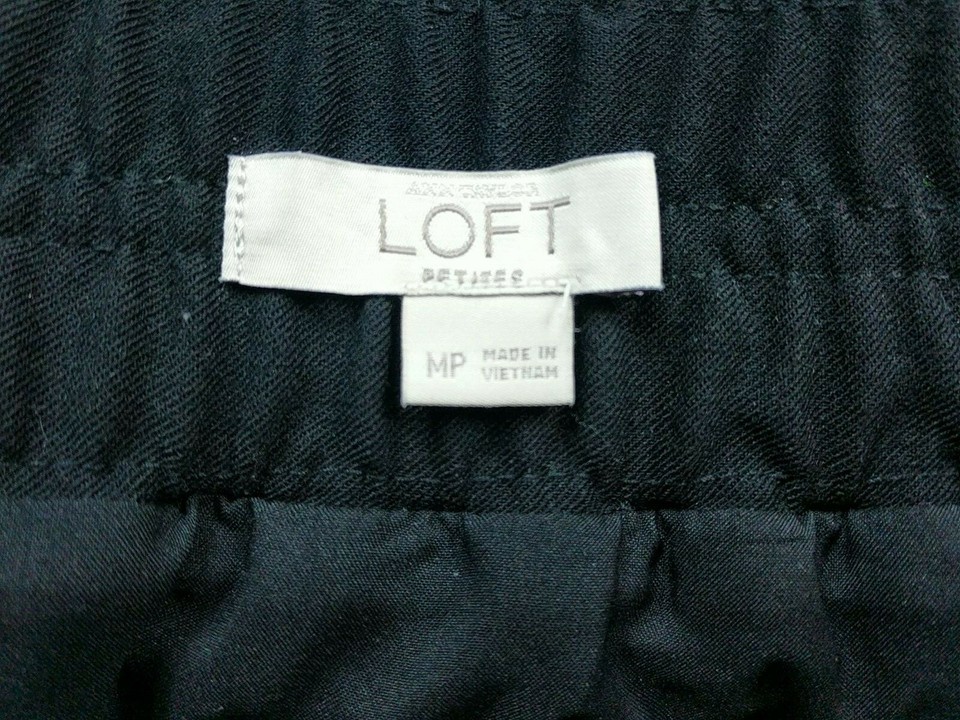 ANN TAYLOR
LOFT
PETITES
MP MADE IN
VIETNAM